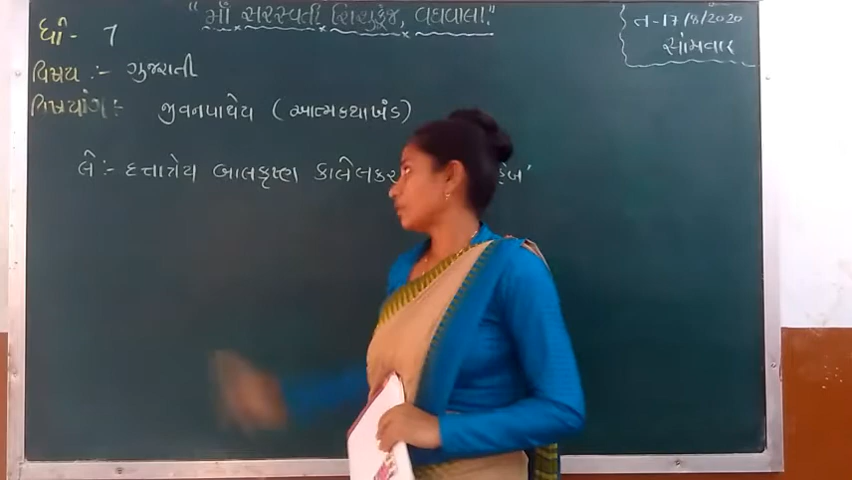 "માઁ સરસ્વતી શિશુકુંજ, વઘવાલા"
ત-17/8/2020
સોમવાર
ધો- 7
વિષય :- ગુજરાતી
વિષયાંગ :- જીવનપાથેય (આત્મકથાખંડ)
લે :- દત્તાત્રેય બાલકૃષ્ણ કાલેલકર